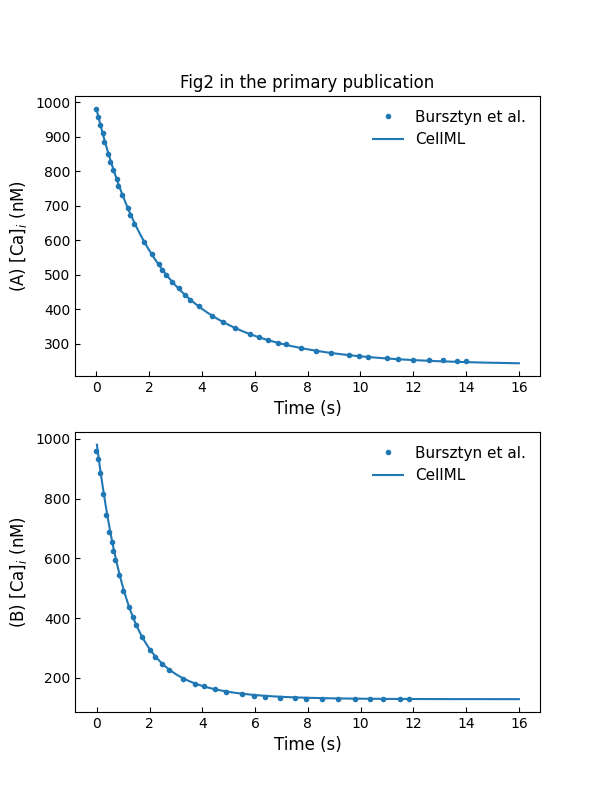 Fig2 in the primary publication
1000
900
800
700
600
500
400
300
(A) [Ca]i (nM)
Bursztyn et al.
CellML
0 2 4 6 8 10 12 14 16
Time (s)
1000
800
600
400
200
(B) [Ca]i (nM)
Bursztyn et al.
CellML
0 2 4 6 8 10 12 14 16
Time (s)